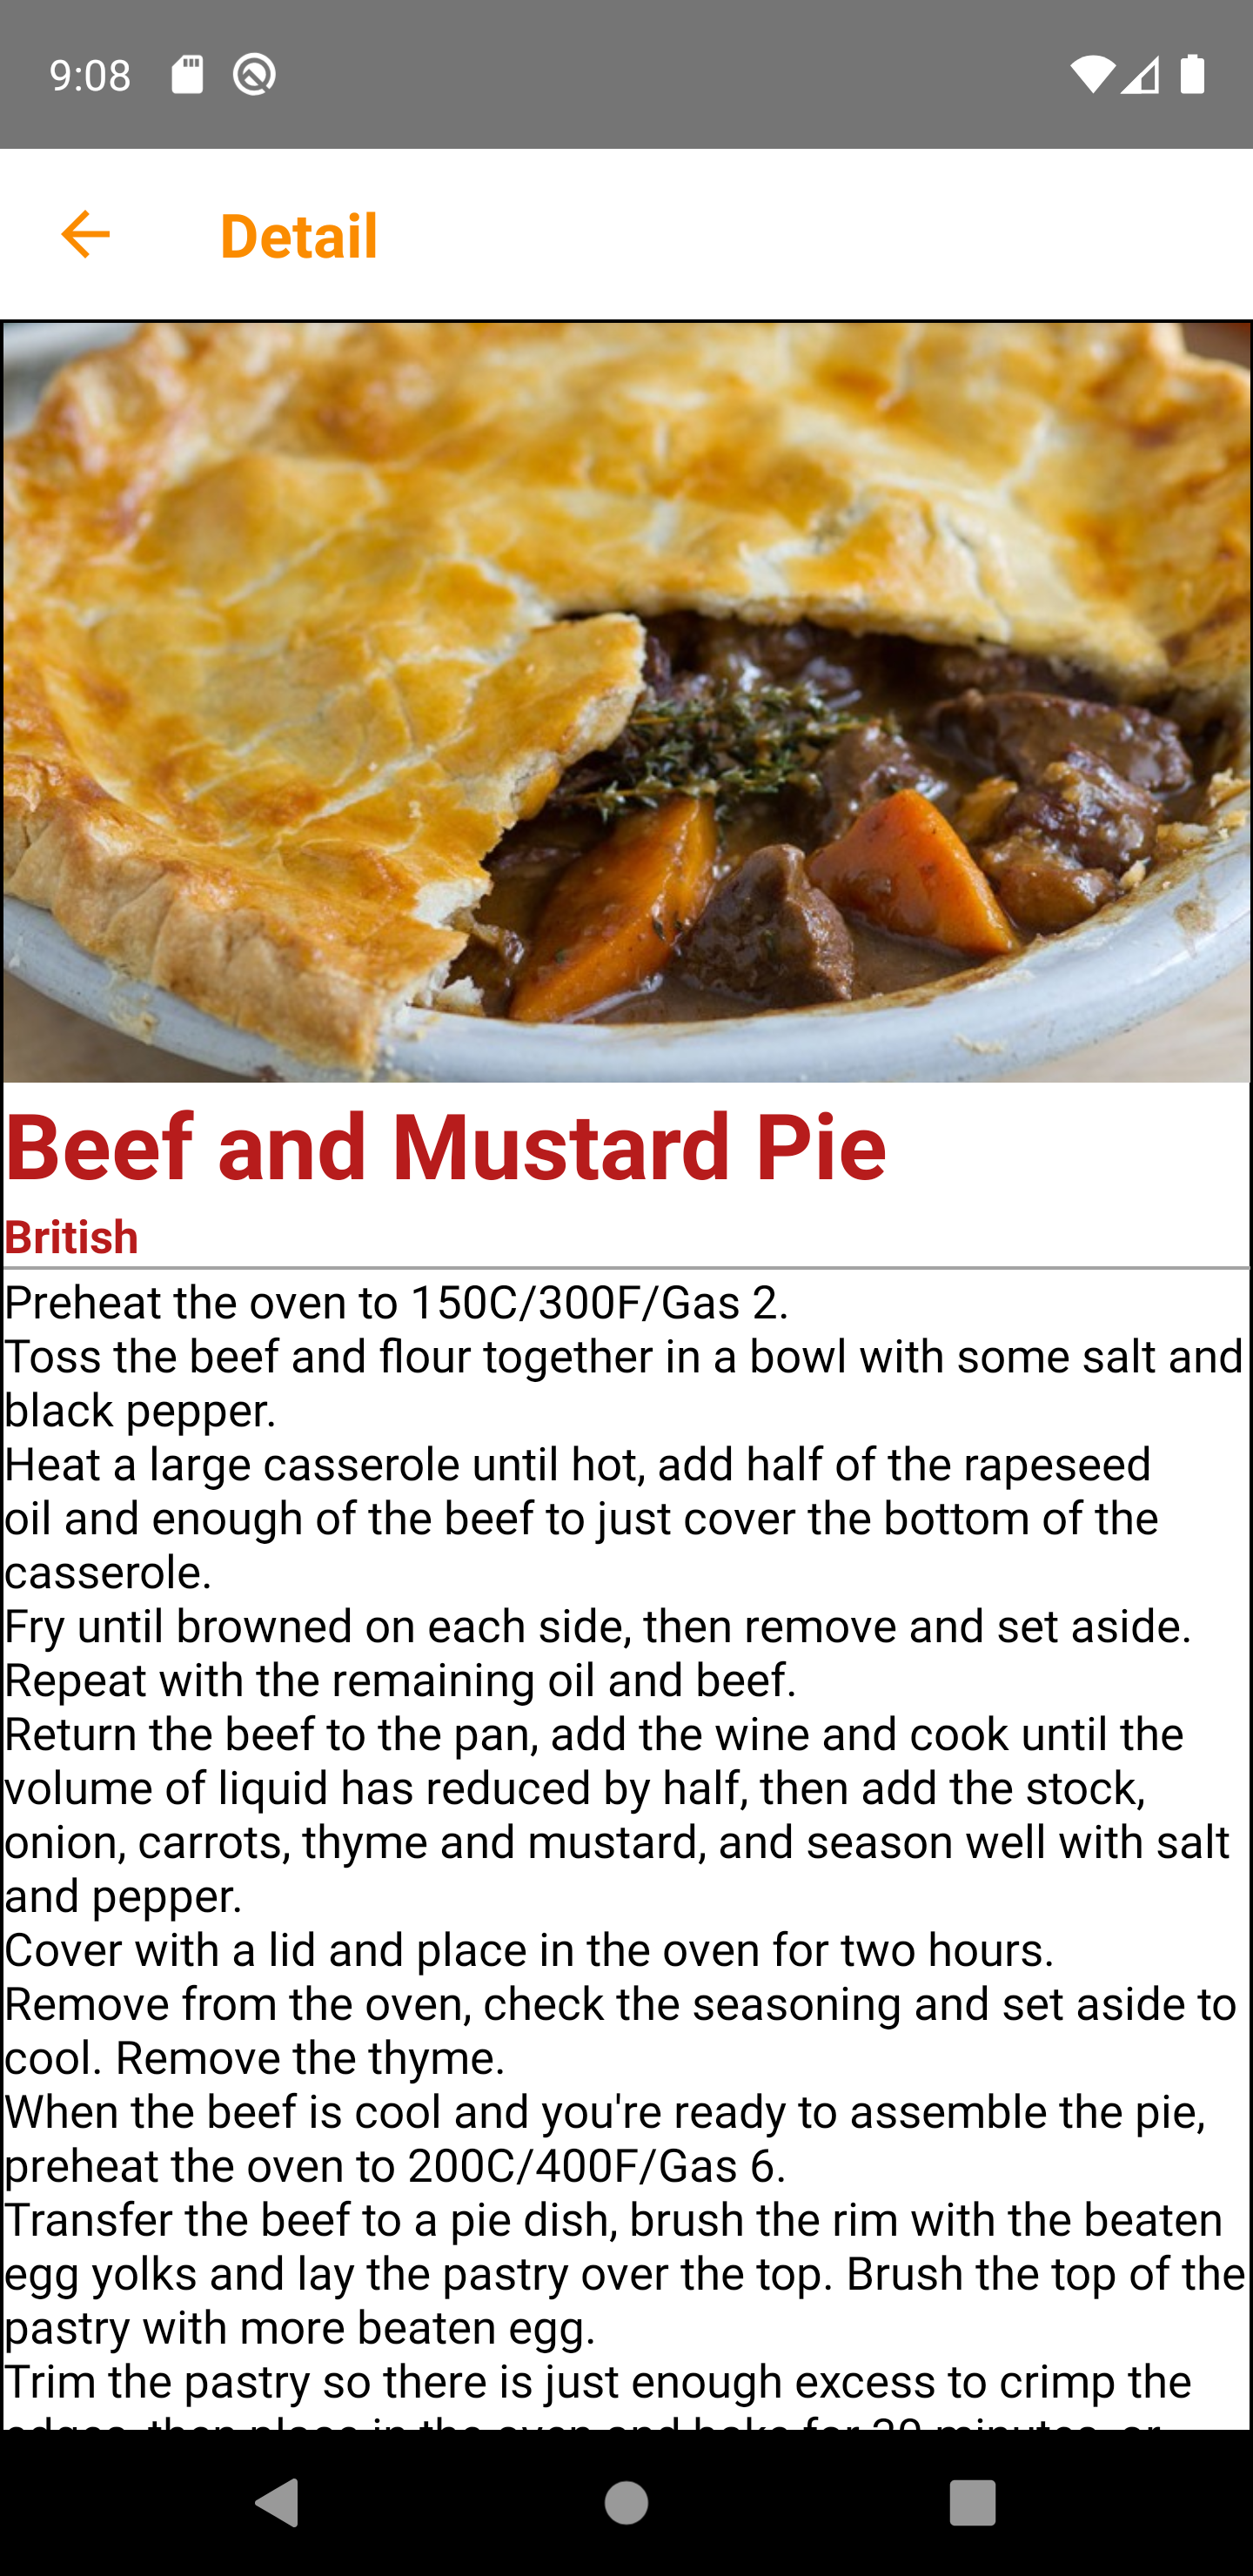 9:08
Detail
Beef and Mustard Pie
British
Preheat the oven to 150C/300F/Gas 2.
Toss the beef and flour together in a bowl with some salt and
black pepper.
Heat a large casserole until hot, add half of the rapeseed
oil and enough of the beef to just cover the bottom of the
casserole.
Fry until browned on each side, then remove and set aside.
Repeat with the remaining oil and beef.
Return the beef to the pan, add the wine and cook until the
volume of liquid has reduced by half, then add the stock,
onion, carrots, thyme and mustard, and season well with salt
and pepper.
Cover with a lid and place in the oven for two hours.
Remove from the oven, check the seasoning and set aside to
cool. Remove the thyme.
When the beef is cool and you're ready to assemble the pie,
preheat the oven to 200C/400F/Gas 6.
Transfer the beef to a pie dish, brush the rim with the beaten
egg yolks and lay the pastry over the top. Brush the top of the
pastry with more beaten egg.
Trim the pastry so there is just enough excess to crimp the